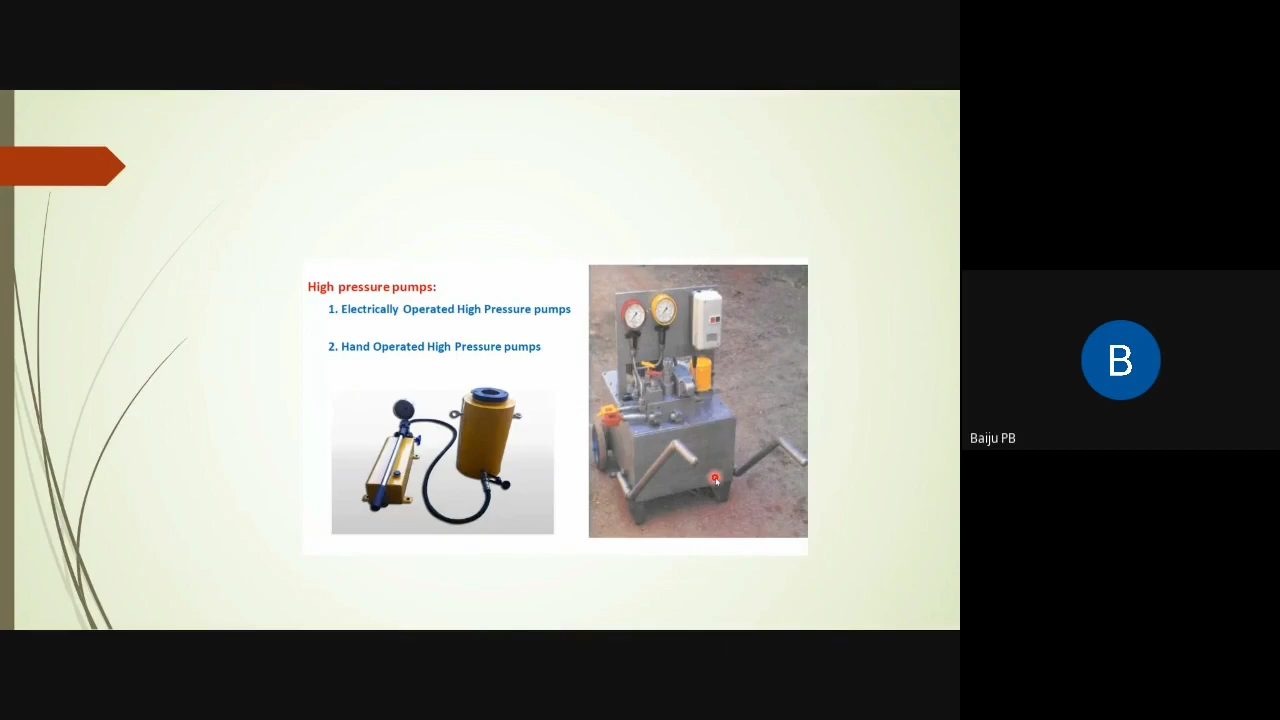 High pressure pumps:
1. Electrically Operated High Pressure pumps
2. Hand Operated High Pressure pumps
B
Baiju PB